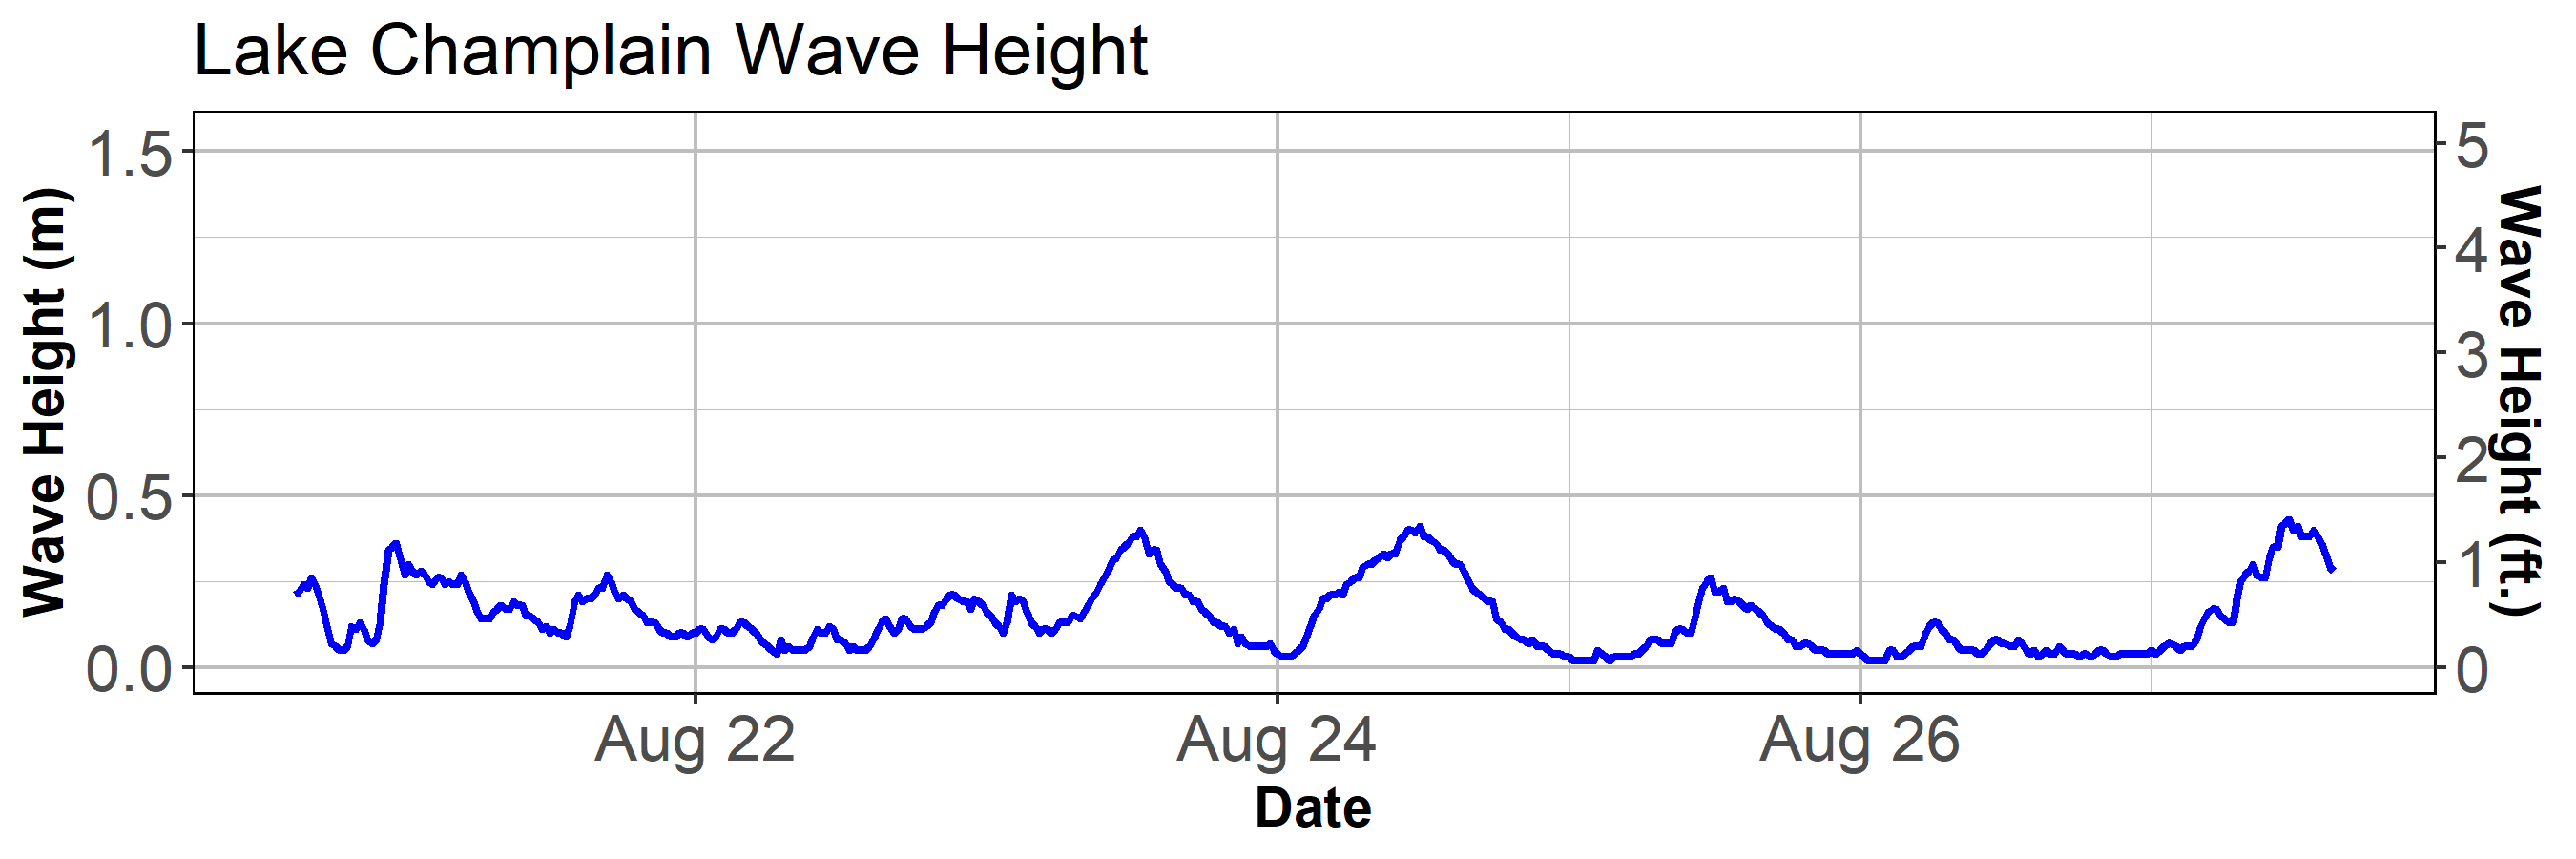 Lake Champlain Wave Height
Wave Height (m)
1.5
1.0
0.5
0.0
5
4
3
2
1
0
Wave Height (ft.)
Aug 22
Aug 24
Aug 26
Date